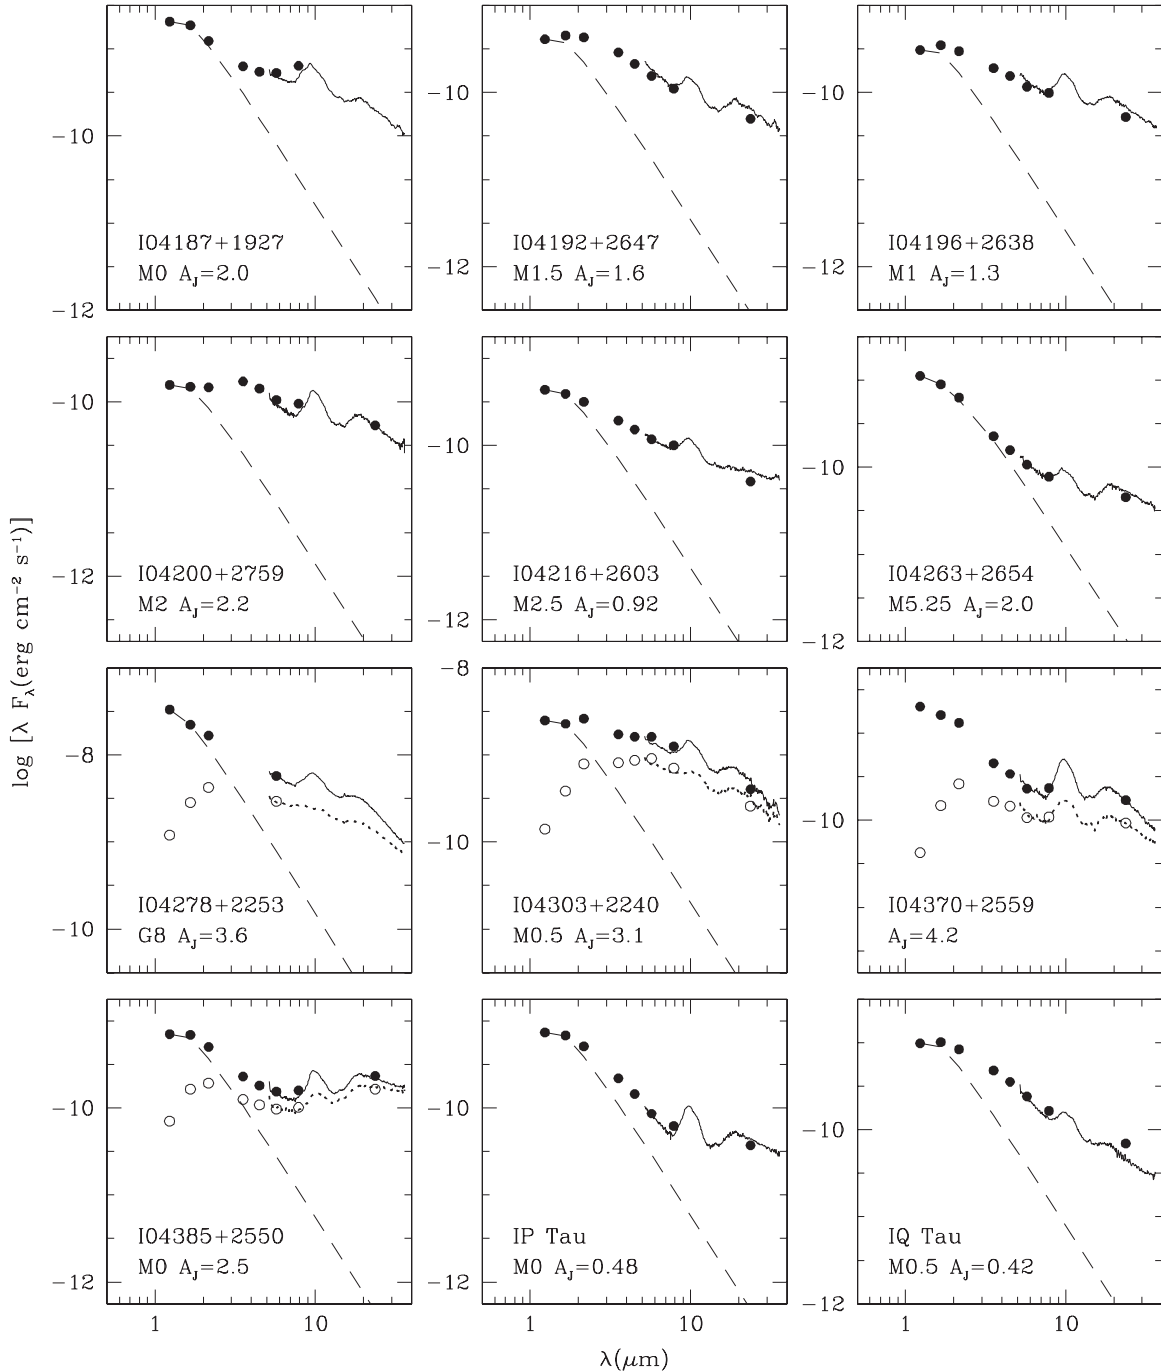 −10
−12
I04187+1927
M0 A_J=2.0
−10
−12
I04192+2647
M1.5 A_J=1.6
−10
−12
I04196+2638
M1 A_J=1.3
−10
−12
I04200+2759
M2 A_J=2.2
−10
−12
I04216+2603
M2.5 A_J=0.92
−10
−12
I04263+2654
M5.25 A_J=2.0
log [λ F_λ(erg cm⁻² s⁻¹)]
−8
−10
I04278+2253
G8 A_J=3.6
−8
−10
I04303+2240
M0.5 A_J=3.1
−10
I04370+2559
A_J=4.2
−10
−12
I04385+2550
M0 A_J=2.5
−10
−12
IP Tau
M0 A_J=0.48
−10
−12
IQ Tau
M0.5 A_J=0.42
1 10
1 10
1 10
λ(μm)